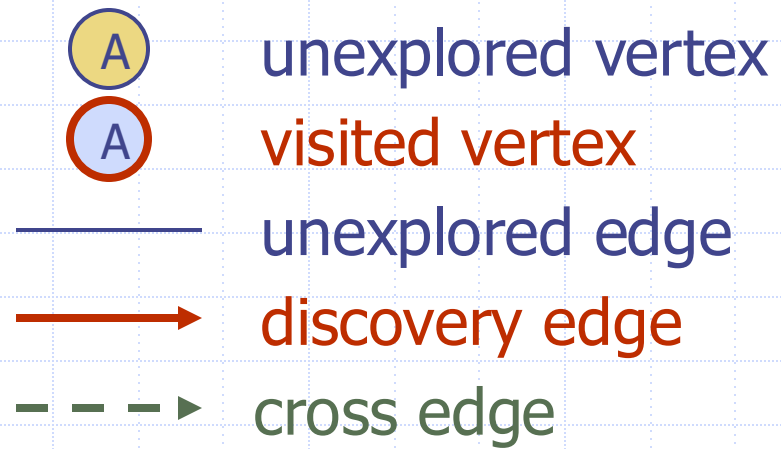 A unexplored vertex
A visited vertex
unexplored edge
discovery edge
cross edge